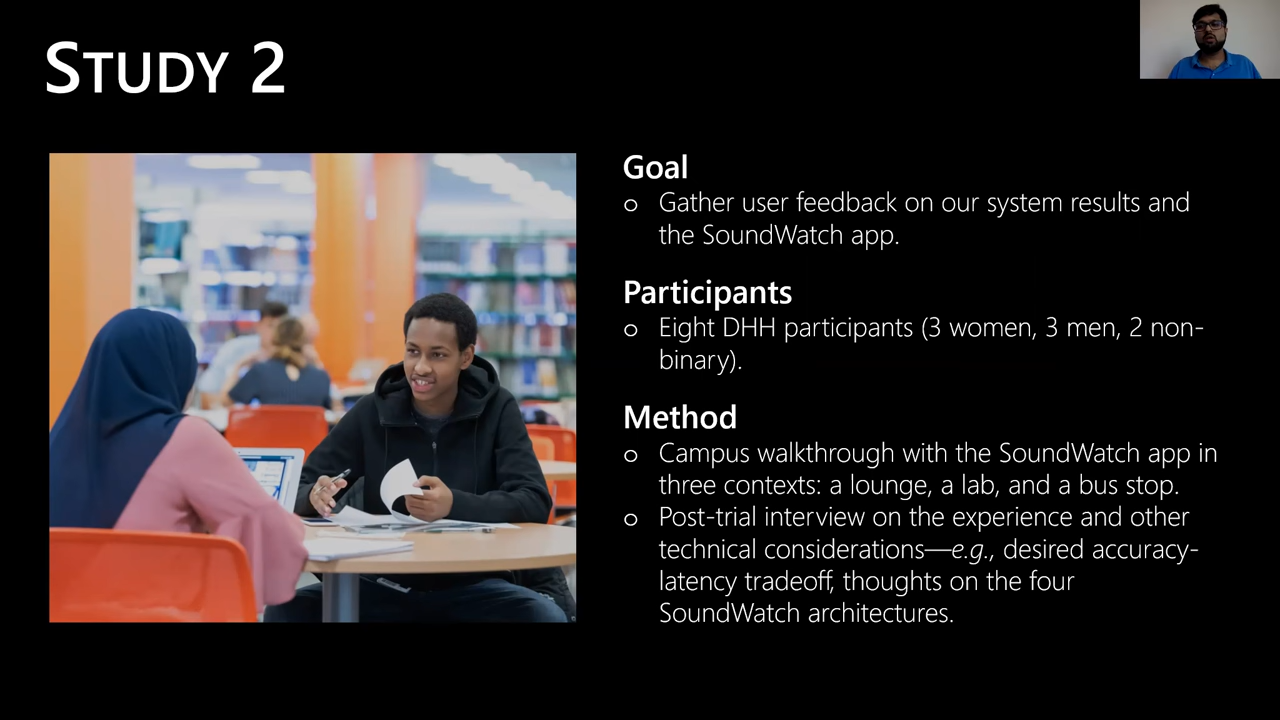 STUDY 2
Goal
o Gather user feedback on our system results and
the SoundWatch app.
Participants
o Eight DHH participants (3 women, 3 men, 2 non-
binary).
Method
o Campus walkthrough with the SoundWatch app in
three contexts: a lounge, a lab, and a bus stop.
o Post-trial interview on the experience and other
technical considerations—e.g., desired accuracy-
latency tradeoff, thoughts on the four
SoundWatch architectures.